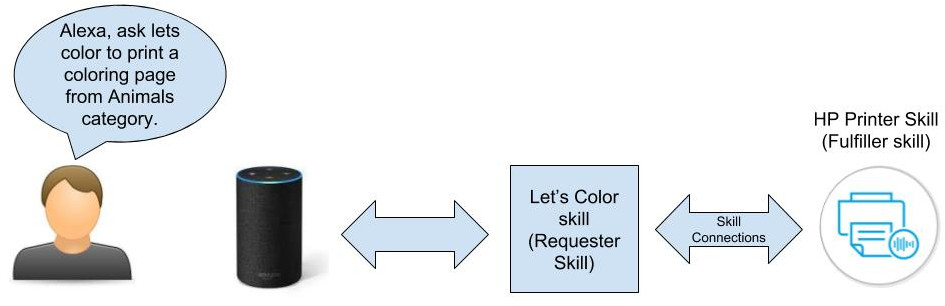 Alexa, ask lets
color to print a
coloring page
from Animals
category.
Let's Color
skill
(Requester
Skill)
Skill
Connections
HP Printer Skill
(Fulfiller skill)